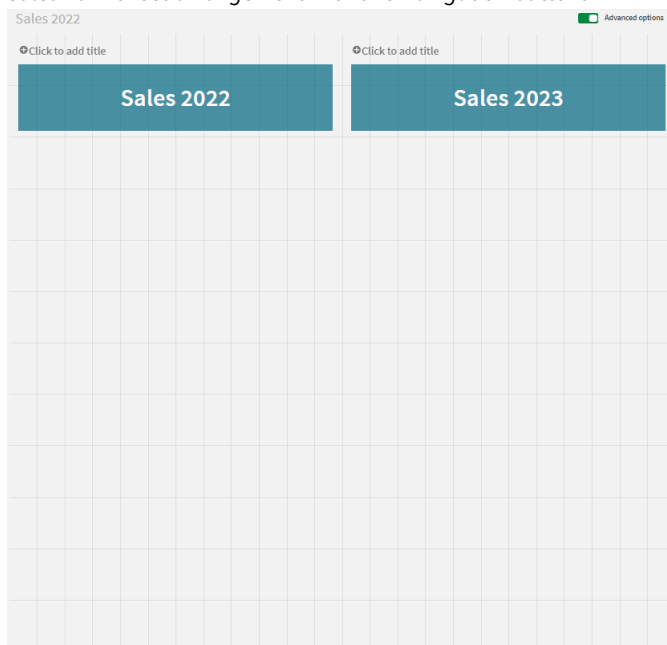 Sales 2022
Advanced options
Click to add title
Click to add title
Sales 2022
Sales 2023